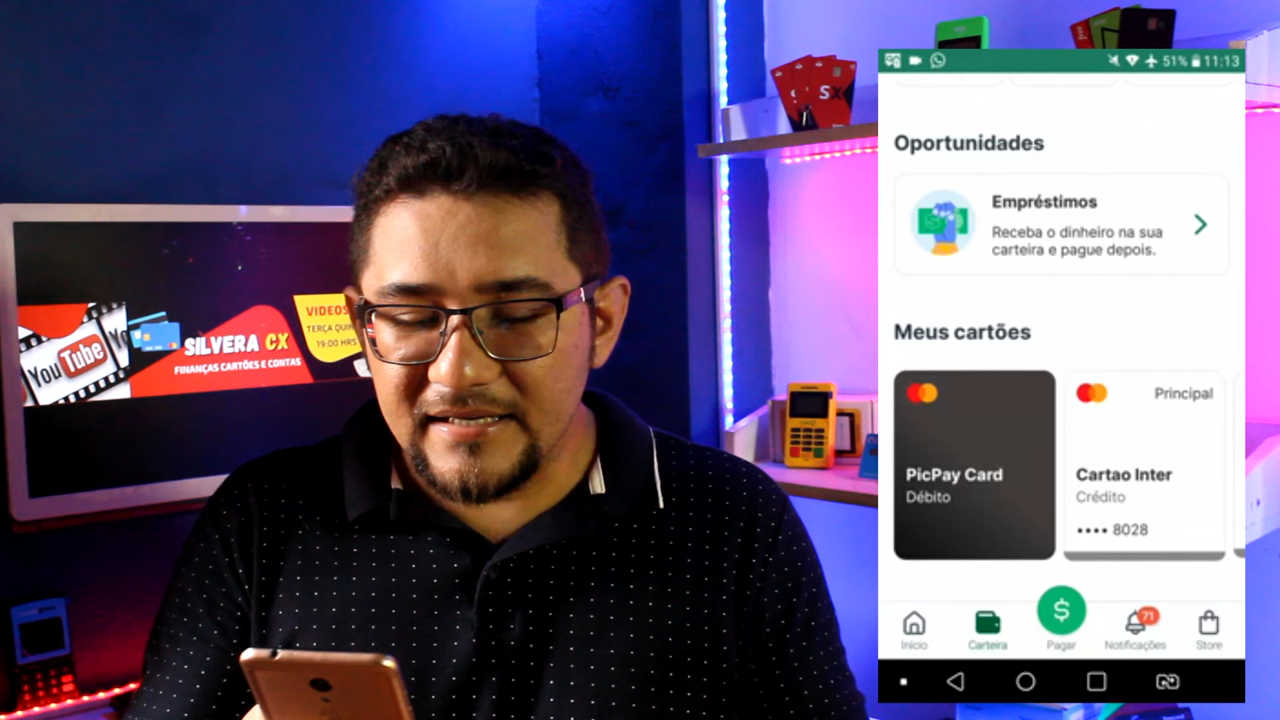 YouTube
SILVERA CX
FINANÇAS CARTÕES E CONTAS
VIDEOS
TERÇA QUI
19:00 HRS
SX
51% 11:13
Oportunidades
Empréstimos
Receba o dinheiro na sua
carteira e pague depois.
Meus cartões
PicPay Card
Débito
Principal
Cartao Inter
Crédito
•••• 8028
$
71
Início
Carteira
Pagar
Notificações
Store